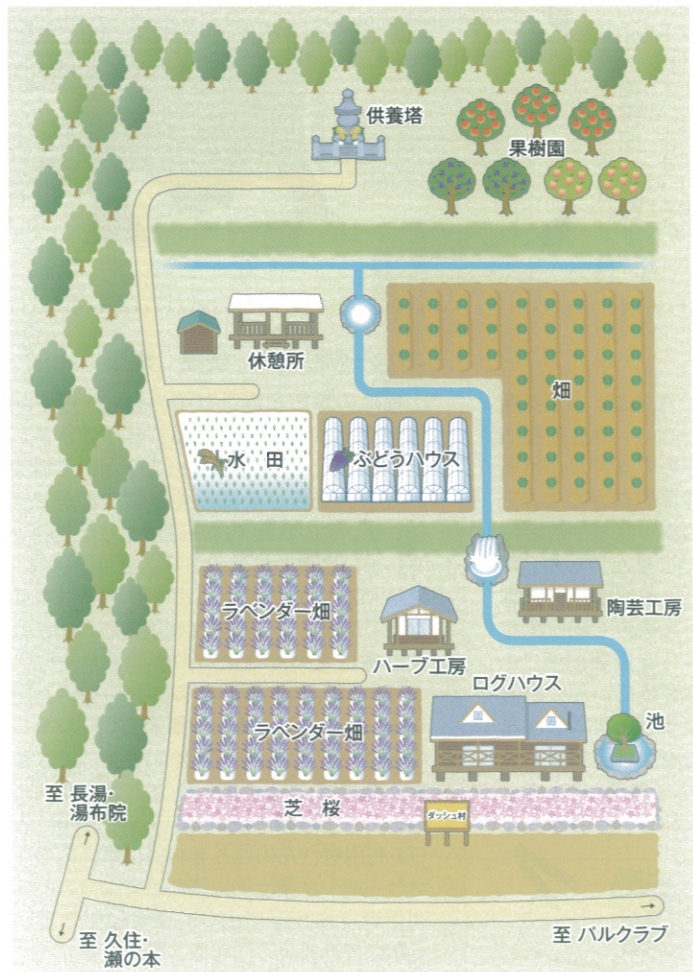 供養塔
果樹園
休憩所
畑
水 田
ぶどうハウス
陶芸工房
ラベンダー畑
ハーブ工房
ログハウス
ラベンダー畑
池
至 長湯・
湯布院
芝 桜
ダッシュ村
至 久住・
瀬の本
至 パルクラブ